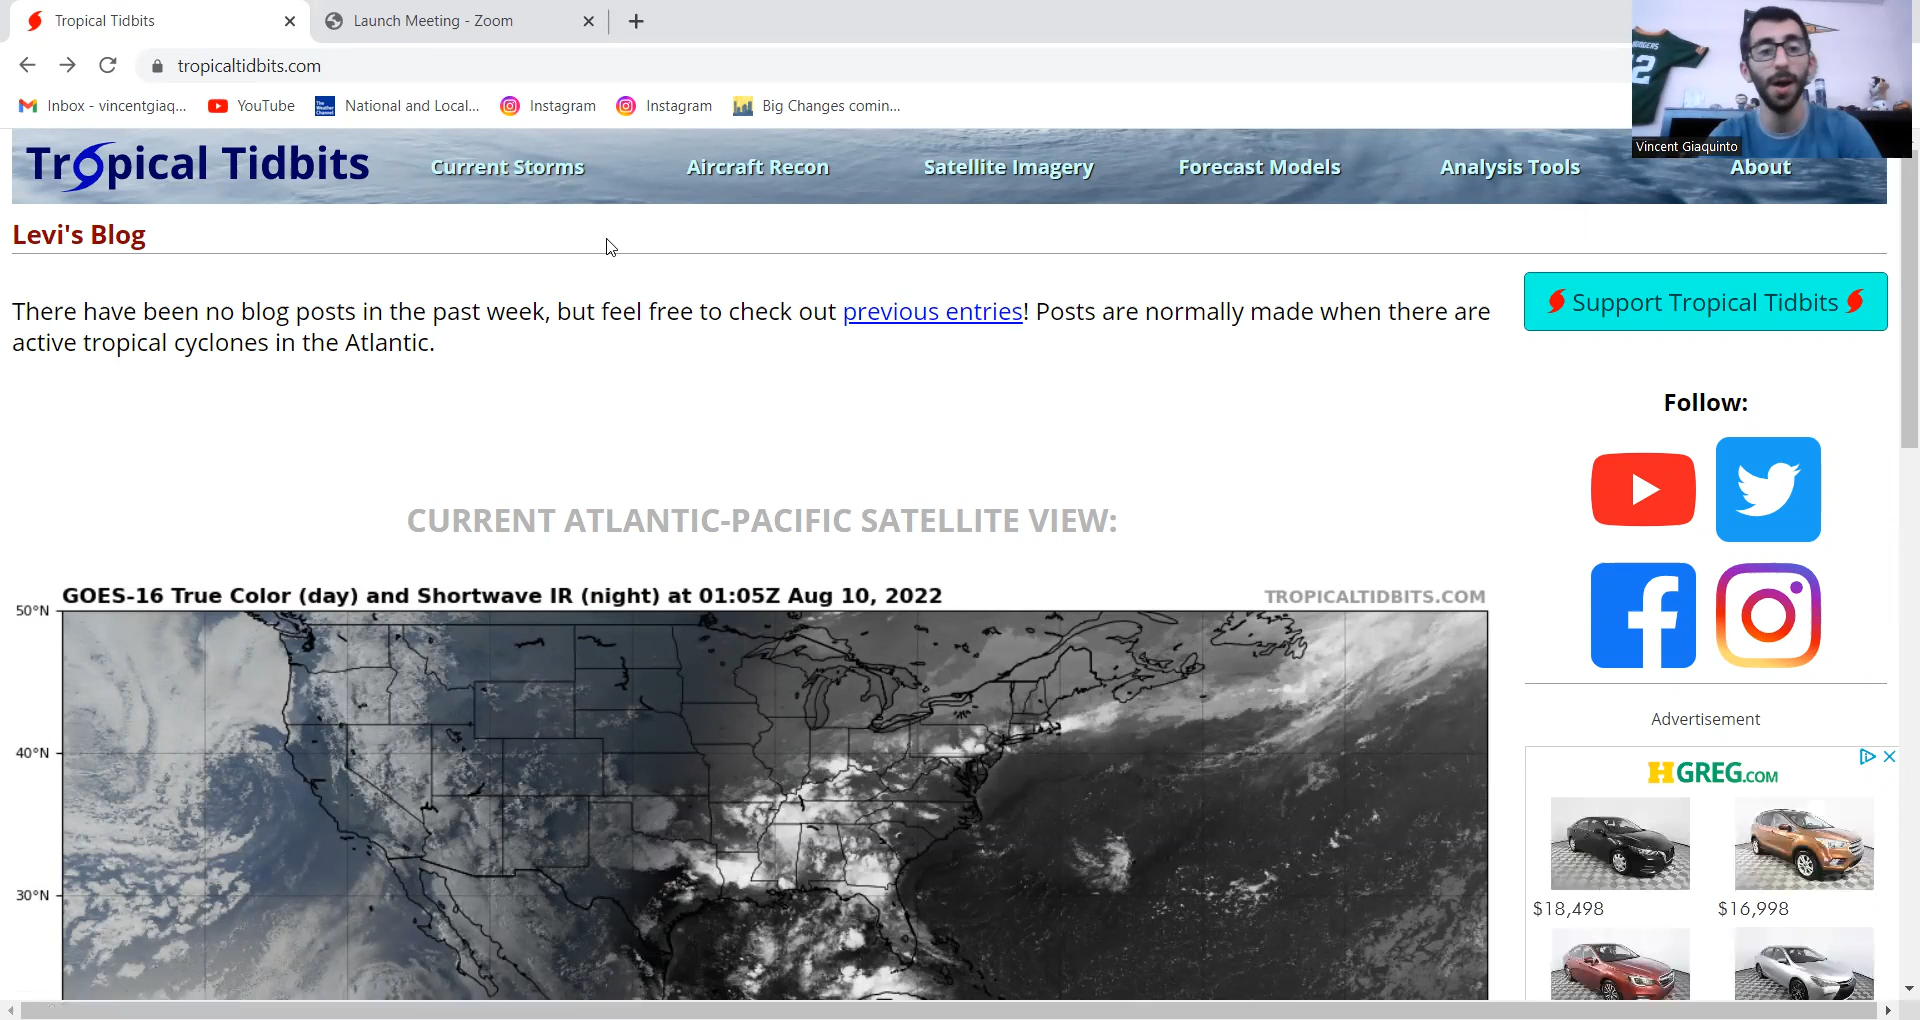 Tropical Tidbits
Launch Meeting - Zoom
tropicaltidbits.com
Inbox - vincentgiaq...
YouTube
National and Local...
Instagram
Instagram
Big Changes comin...
Vincent Giaquinto
Tropical Tidbits
Current Storms
Aircraft Recon
Satellite Imagery
Forecast Models
Analysis Tools
About
Levi's Blog
There have been no blog posts in the past week, but feel free to check out previous entries! Posts are normally made when there are
active tropical cyclones in the Atlantic.
Support Tropical Tidbits
Follow:
CURRENT ATLANTIC-PACIFIC SATELLITE VIEW:
GOES-16 True Color (day) and Shortwave IR (night) at 01:05Z Aug 10, 2022
TROPICALTIDBITS.COM
50°N
40°N
30°N
Advertisement
HGREG.COM
$18,498
$16,998